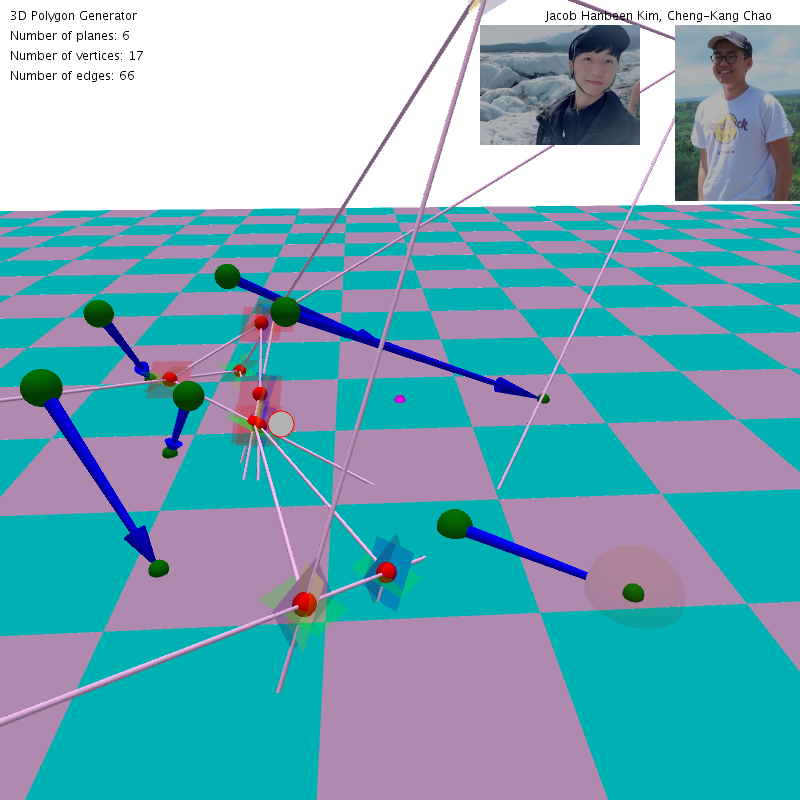 3D Polygon Generator
Jacob Hanbeen Kim, Cheng-Kang Chao
Number of planes: 6
Number of vertices: 17
Number of edges: 66